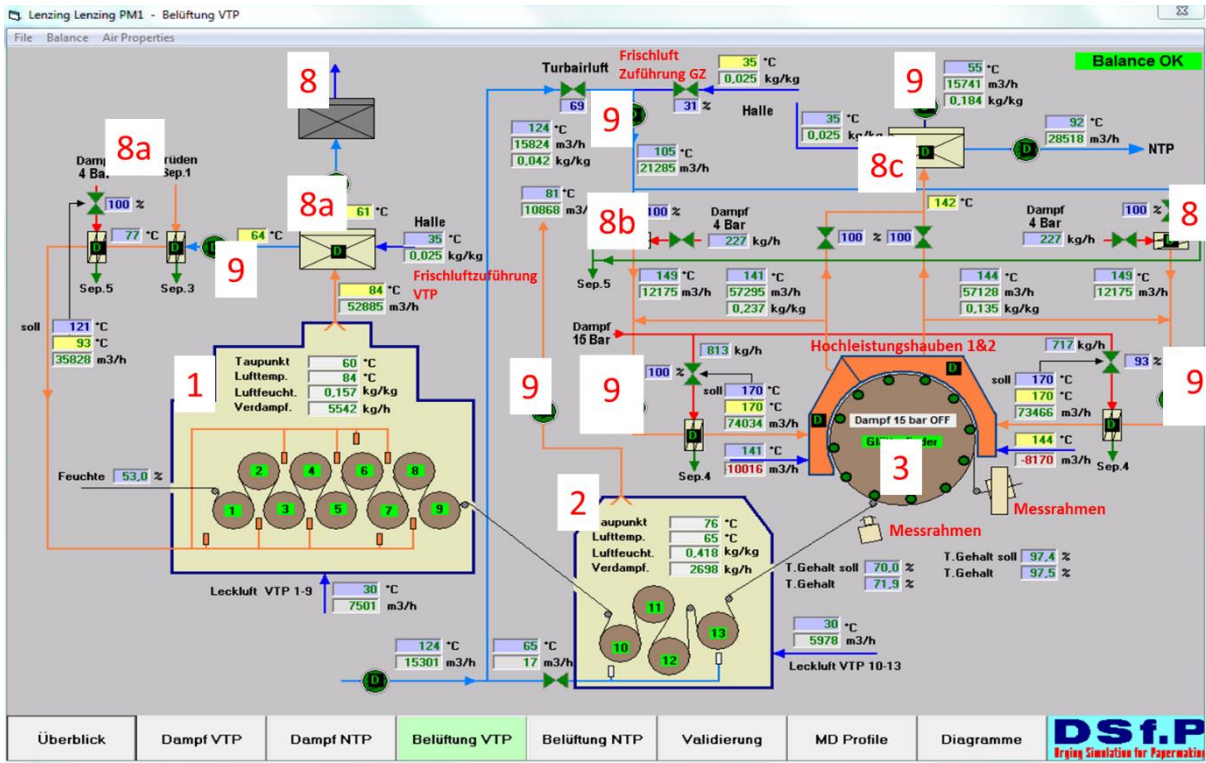 Lenzing Lenzing PM1 - Belüftung VTP
File Balance Air Properties
Balance OK
Turbairluft
69
Frischluft
Zuführung GZ
31 %
35 °C
0,025 kg/kg
Halle
35 °C
0,025 kg/kg
9
55 °C
15741 m3/h
0,184 kg/kg
92 °C
28518 m3/h
NTP
8
8a
Dampf
4 Bar
Brüden
Sep.1
100 %
77 °C
Sep.5
Sep.3
64 °C
9
8a
61 °C
Halle
35 °C
0,025 kg/kg
Frischluftzuführung
VTP
84 °C
52885 m3/h
soll 121 °C
93 °C
35828 m3/h
124 °C
15824 m3/h
0,042 kg/kg
9
105 °C
21285 m3/h
81 °C
10868 m3/
8b
100 %
Dampf
4 Bar
227 kg/h
Sep.5
8c
142 °C
100 % 100
Dampf
4 Bar
100 %
227 kg/h
8
149 °C
12175 m3/h
141 °C
57295 m3/h
0,237 kg/kg
144 °C
57128 m3/h
0,135 kg/kg
149 °C
12175 m3/h
Dampf
15 Bar
813 kg/h
Hochleistungshauben 1&2
717 kg/h
93 %
9
9
100 %
soll 170 °C
170 °C
74034 m3/h
141 °C
10016 m3/h
Sep.4
Dampf 15 bar OFF
3
soll 170 °C
170 °C
73466 m3/h
144 °C
-8170 m3/h
Sep.4
9
1
Taupunkt 60 °C
Lufttemp. 84 °C
Luftfeucht. 0,157 kg/kg
Verdampf. 5542 kg/h
Feuchte 53,0 %
2 4 6 8
1 3 5 7 9
Leckluft VTP 1-9
30 °C
7501 m3/h
2
Taupunkt 76 °C
Lufttemp. 65 °C
Luftfeucht. 0,418 kg/kg
Verdampf. 2698 kg/h
11
10 12 13
Messrahmen
Messrahmen
T.Gehalt soll 70,0 %
T.Gehalt 71,9 %
T.Gehalt soll 97,4 %
T.Gehalt 97,5 %
30 °C
5978 m3/h
Leckluft VTP 10-13
124 °C
15301 m3/h
65 °C
17 m3/h
Überblick Dampf VTP Dampf NTP Belüftung VTP Belüftung NTP Validierung MD Profile Diagramme
DSf.P
Drying Simulation for Papermaking